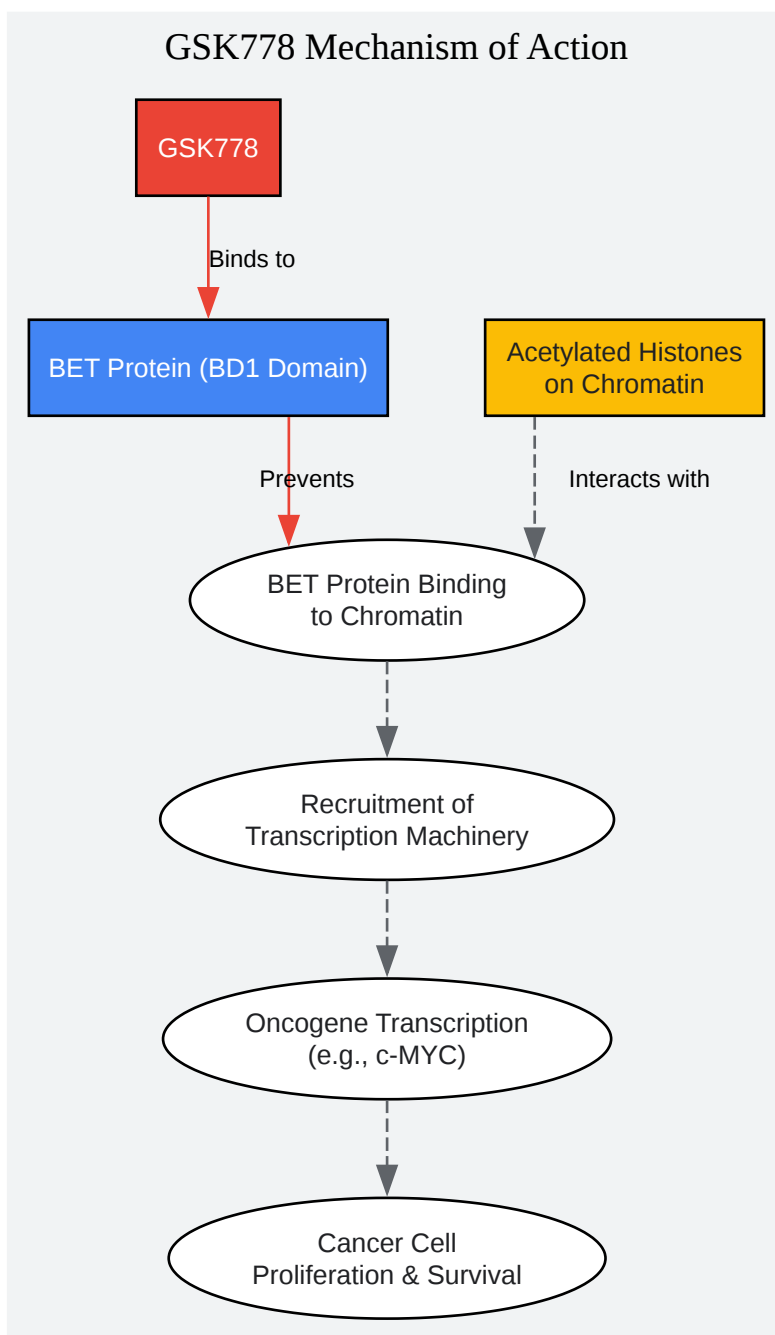 GSK778 Mechanism of Action
GSK778
Binds to
BET Protein (BD1 Domain)
Acetylated Histones
on Chromatin
Prevents
Interacts with
BET Protein Binding
to Chromatin
Recruitment of
Transcription Machinery
Oncogene Transcription
(e.g., c-MYC)
Cancer Cell
Proliferation & Survival